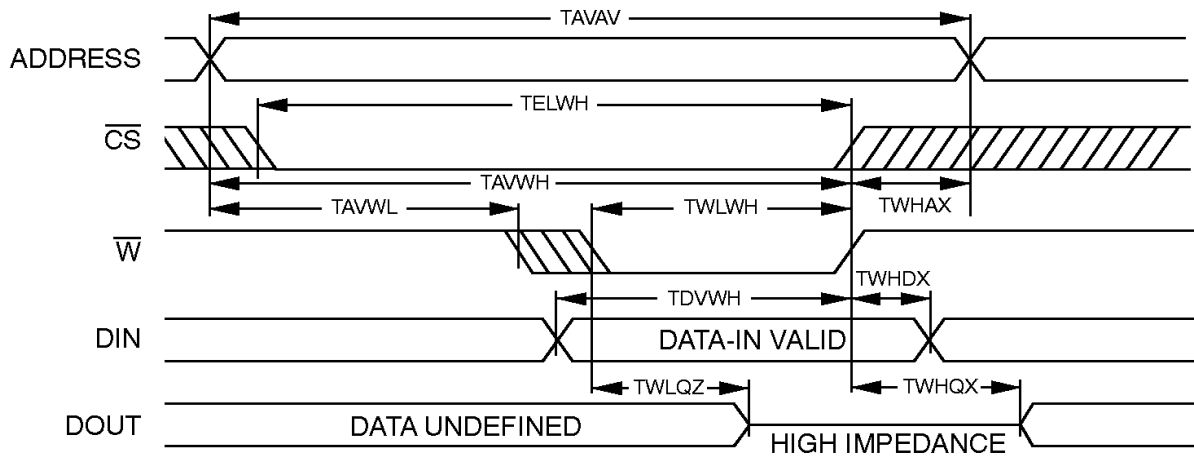 TAVAV
ADDRESS
TELWH
C̅S̅
TAVWH
TAVWL
TWLWH
TWHAX
W̅
TWHDX
TDVWH
DIN
DATA-IN VALID
TWLQZ
TWHQX
DOUT
DATA UNDEFINED
HIGH IMPEDANCE